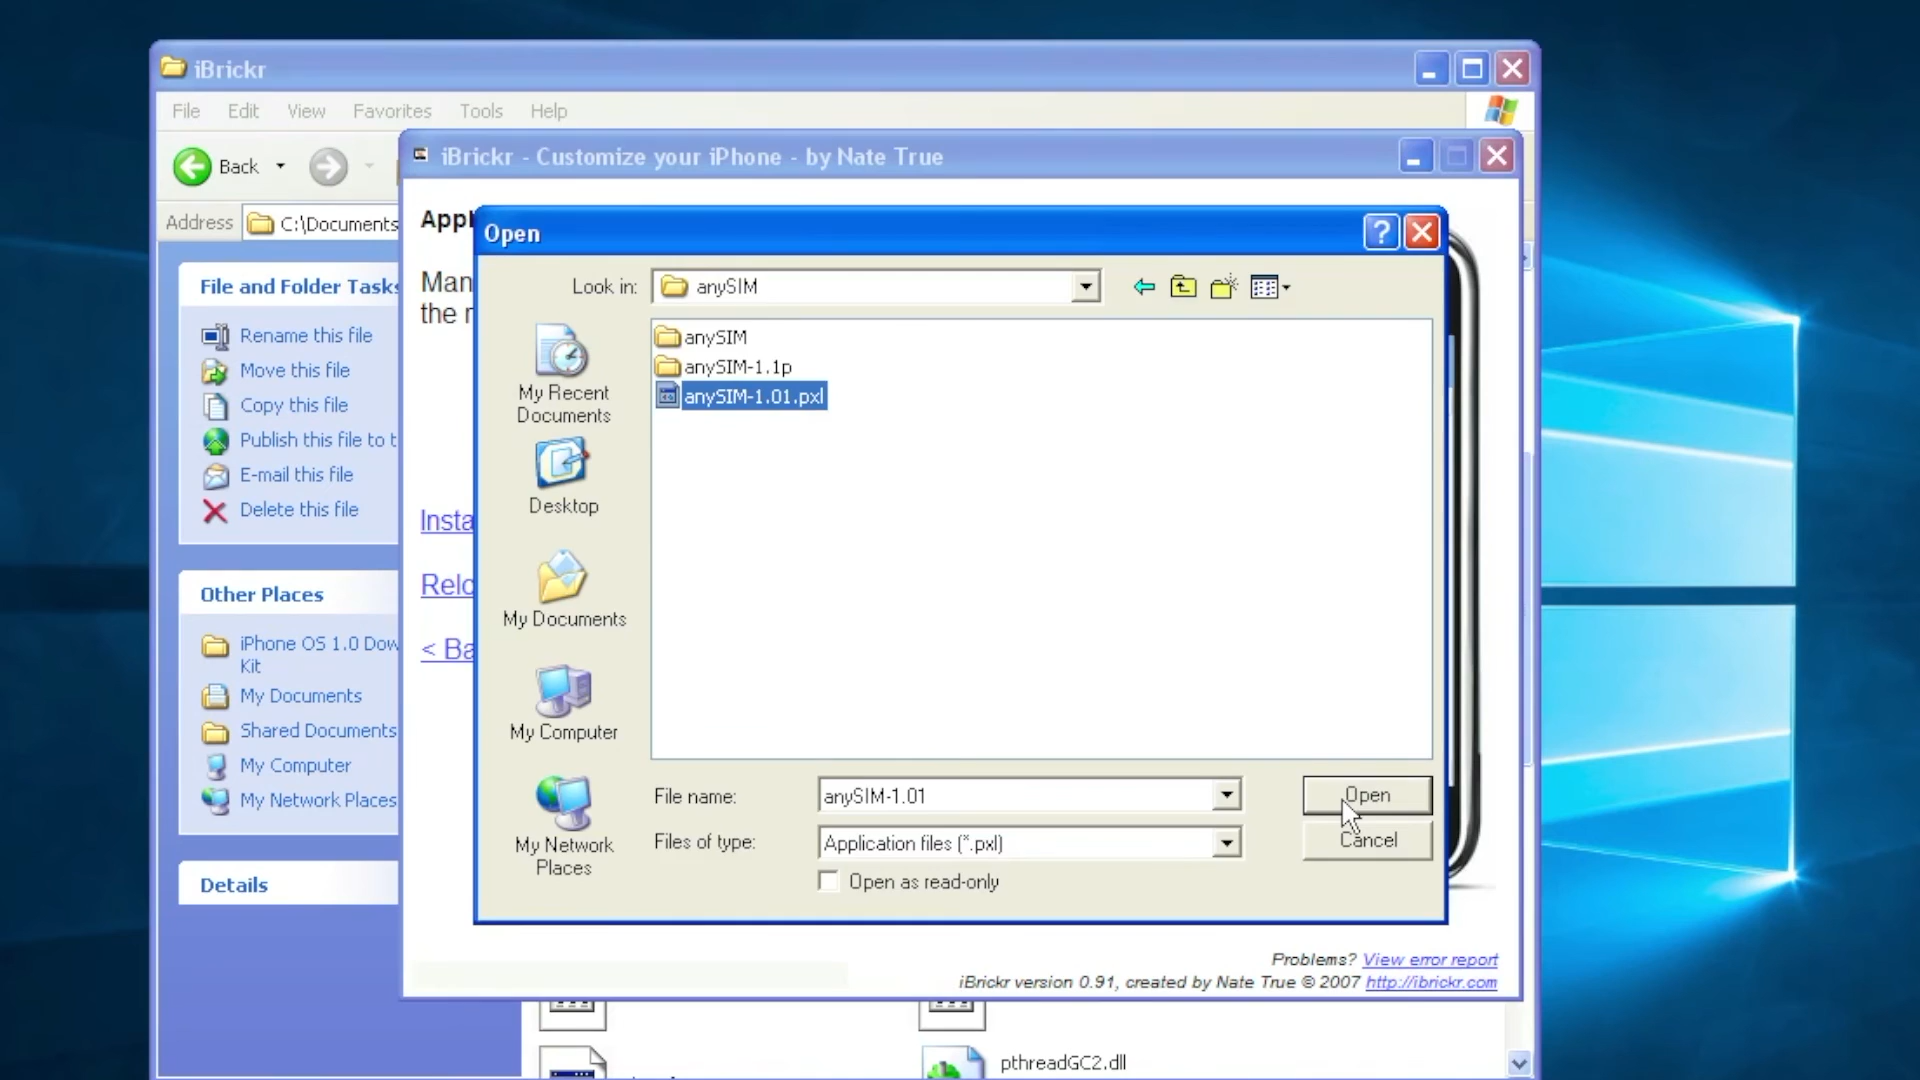 iBrickr
File Edit View Favorites Tools Help
Back
Address C:\Documents
iBrickr - Customize your iPhone - by Nate True
File and Folder Tasks
Rename this file
Move this file
Copy this file
Publish this file to t
E-mail this file
Delete this file
Other Places
iPhone OS 1.0 Dow
Kit
My Documents
Shared Documents
My Computer
My Network Places
Details
Appl
Man
the r
Insta
Relo
< Ba
Open
Look in: anySIM
My Recent
Documents
Desktop
My Documents
My Computer
My Network
Places
anySIM
anySIM-1.1p
anySIM-1.01.pxl
File name: anySIM-1.01
Open
Files of type: Application files (*.pxl)
Cancel
Open as read-only
Problems? View error report
iBrickr version 0.91, created by Nate True © 2007 http://ibrickr.com
pthreadGC2.dll